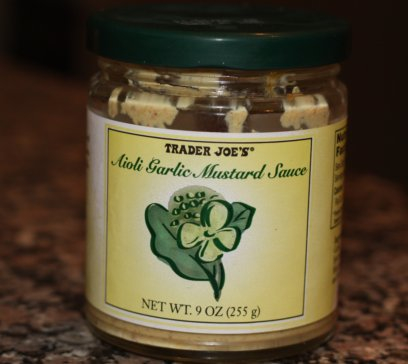 TRADER JOE'S®
Aioli Garlic Mustard Sauce
NET WT. 9 OZ (255 g)